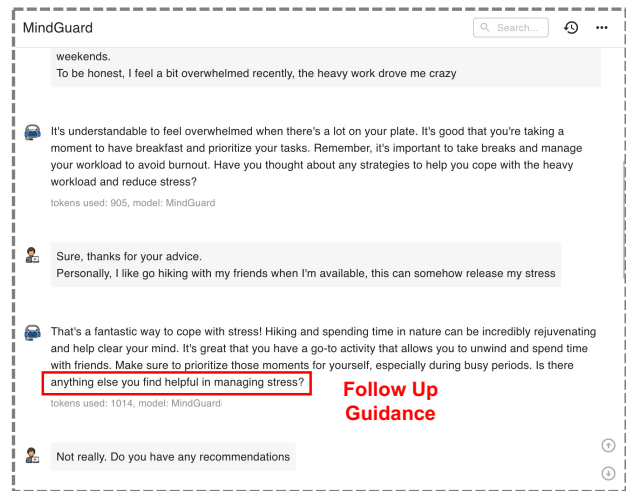 MindGuard
Search...
weekends.
To be honest, I feel a bit overwhelmed recently, the heavy work drove me crazy
It's understandable to feel overwhelmed when there's a lot on your plate. It's good that you're taking a
moment to have breakfast and prioritize your tasks. Remember, it's important to take breaks and manage
your workload to avoid burnout. Have you thought about any strategies to help you cope with the heavy
workload and reduce stress?
tokens used: 905, model: MindGuard
Sure, thanks for your advice.
Personally, I like go hiking with my friends when I'm available, this can somehow release my stress
That's a fantastic way to cope with stress! Hiking and spending time in nature can be incredibly rejuvenating
and help clear your mind. It's great that you have a go-to activity that allows you to unwind and spend time
with friends. Make sure to prioritize those moments for yourself, especially during busy periods. Is there
anything else you find helpful in managing stress?
Follow Up
Guidance
tokens used: 1014, model: MindGuard
Not really. Do you have any recommendations